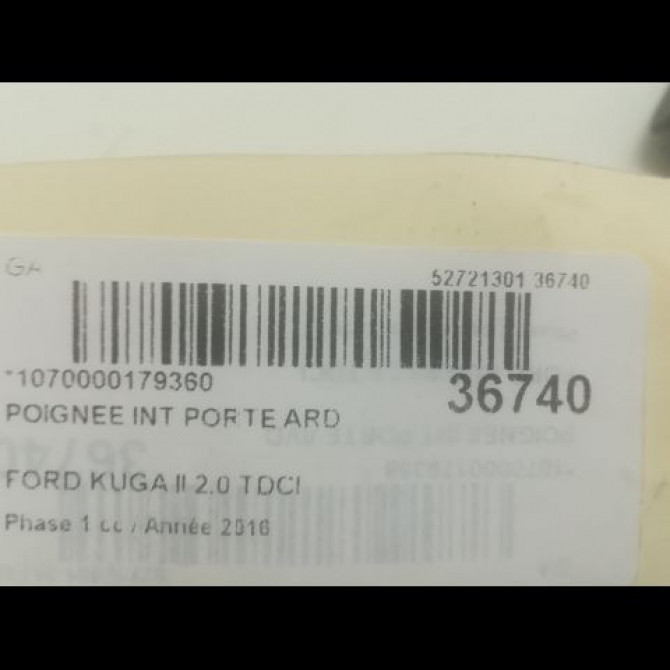 GA
52721301 36740
*1070000179360
36740
POIGNEE INT PORTE ARD
FORD KUGA II 2.0 TDCI
Phase 1 cc / Année 2016